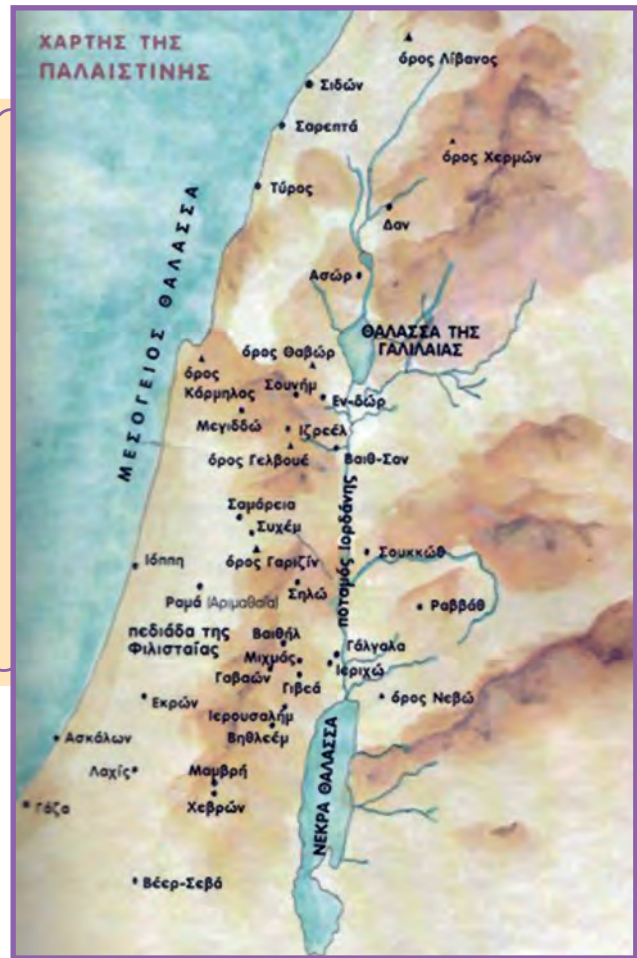 ΧΑΡΤΗΣ ΤΗΣ
ΠΑΛΑΙΣΤΙΝΗΣ
όρος Λίβανος
Σιδών
Σαρεπτά
όρος Χερμών
Τύρος
Δαν
Ασώρ
ΜΕΣΟΓΕΙΟΣ ΘΑΛΑΣΣΑ
ΘΑΛΑΣΣΑ ΤΗΣ
ΓΑΛΙΛΑΙΑΣ
όρος Θαβώρ
όρος
Κάρμηλος
Σουνήμ
Εν-δώρ
Μεγιδδώ
Ιζρεέλ
όρος Γελβουέ
Βαιθ-Σαν
Σαμάρεια
Συχέμ
ποταμός Ιορδάνης
Ιόππη
όρος Γαριζίν
Σουκκώθ
Ραμά (Αριμαθαία)
Σηλώ
Ραββάθ
πεδιάδα της
Φιλισταίας
Βαιθήλ
Μιχμός
Γάλγαλα
Γαβαών
Ιεριχώ
Γιβεά
Εκρών
όρος Νεβώ
Ιερουσαλήμ
Βηθλεέμ
Ασκάλων
ΝΕΚΡΑ ΘΑΛΑΣΣΑ
Λαχίς
Μαμβρή
Γάζα
Χεβρών
Βέερ-Σεβά